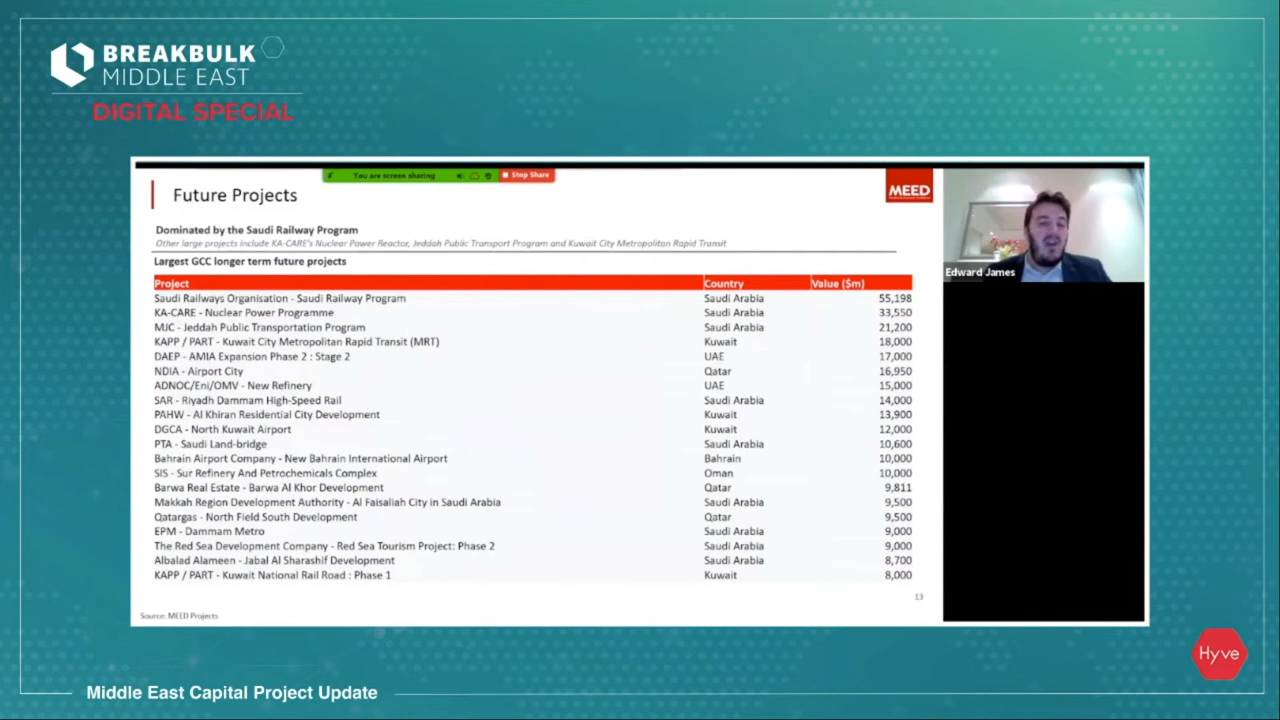 BREAKBULK
MIDDLE EAST
DIGITAL SPECIAL
You are screen sharing
Stop Share
Future Projects
MEED
Dominated by the Saudi Railway Program
Other large projects include KA-CARE's Nuclear Power Reactor, Jeddah Public Transport Program and Kuwait City Metropolitan Rapid Transit
Largest GCC longer term future projects
Project Country Value ($m)
Saudi Railways Organisation - Saudi Railway Program Saudi Arabia 55,198
KA-CARE - Nuclear Power Programme Saudi Arabia 33,550
MJC - Jeddah Public Transportation Program Saudi Arabia 21,200
KAPP / PART - Kuwait City Metropolitan Rapid Transit (MRT) Kuwait 18,000
DAEP - AMIA Expansion Phase 2 : Stage 2 UAE 17,000
NDIA - Airport City Qatar 16,950
ADNOC/Eni/OMV - New Refinery UAE 15,000
SAR - Riyadh Dammam High-Speed Rail Saudi Arabia 14,000
PAHW - Al Khiran Residential City Development Kuwait 13,900
DGCA - North Kuwait Airport Kuwait 12,000
PTA - Saudi Land-bridge Saudi Arabia 10,600
Bahrain Airport Company - New Bahrain International Airport Bahrain 10,000
SIS - Sur Refinery And Petrochemicals Complex Oman 10,000
Barwa Real Estate - Barwa Al Khor Development Qatar 9,811
Makkah Region Development Authority - Al Faisaliah City in Saudi Arabia Saudi Arabia 9,500
Qatargas - North Field South Development Qatar 9,500
EPM - Dammam Metro Saudi Arabia 9,000
The Red Sea Development Company - Red Sea Tourism Project: Phase 2 Saudi Arabia 9,000
Albalad Alameen - Jabal Al Sharashif Development Saudi Arabia 8,700
KAPP / PART - Kuwait National Rail Road : Phase 1 Kuwait 8,000
13
Source: MEED Projects
Edward James
Hyve
Middle East Capital Project Update